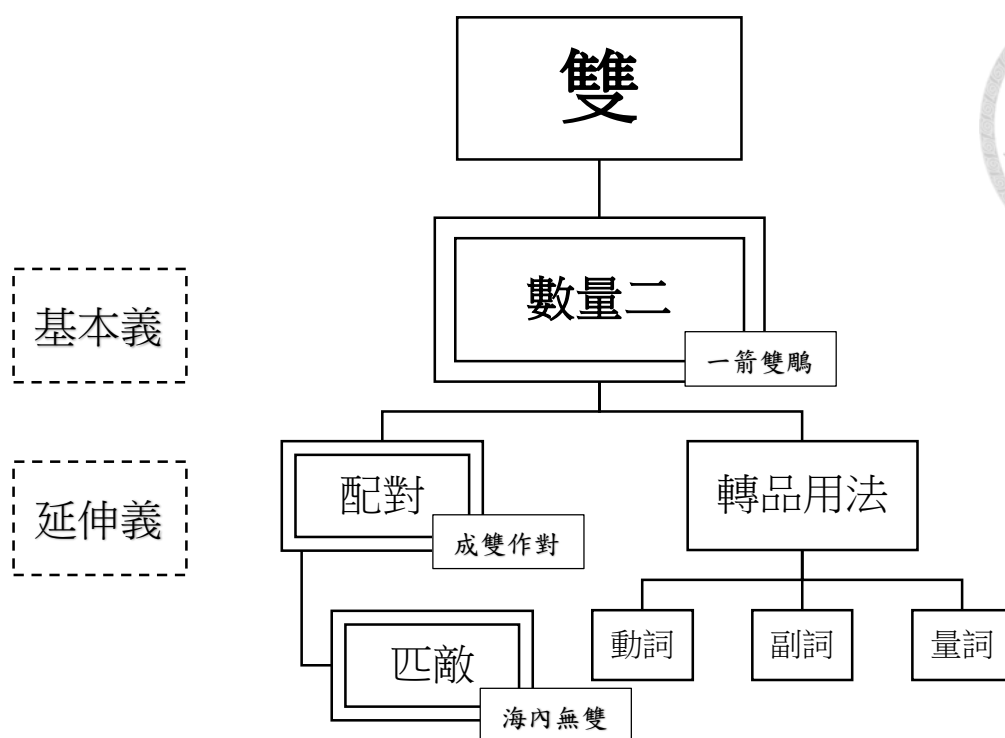 雙
數量二
一箭雙鵰
基本義
延伸義
配對
成雙作對
轉品用法
匹敵
海內無雙
動詞
副詞
量詞